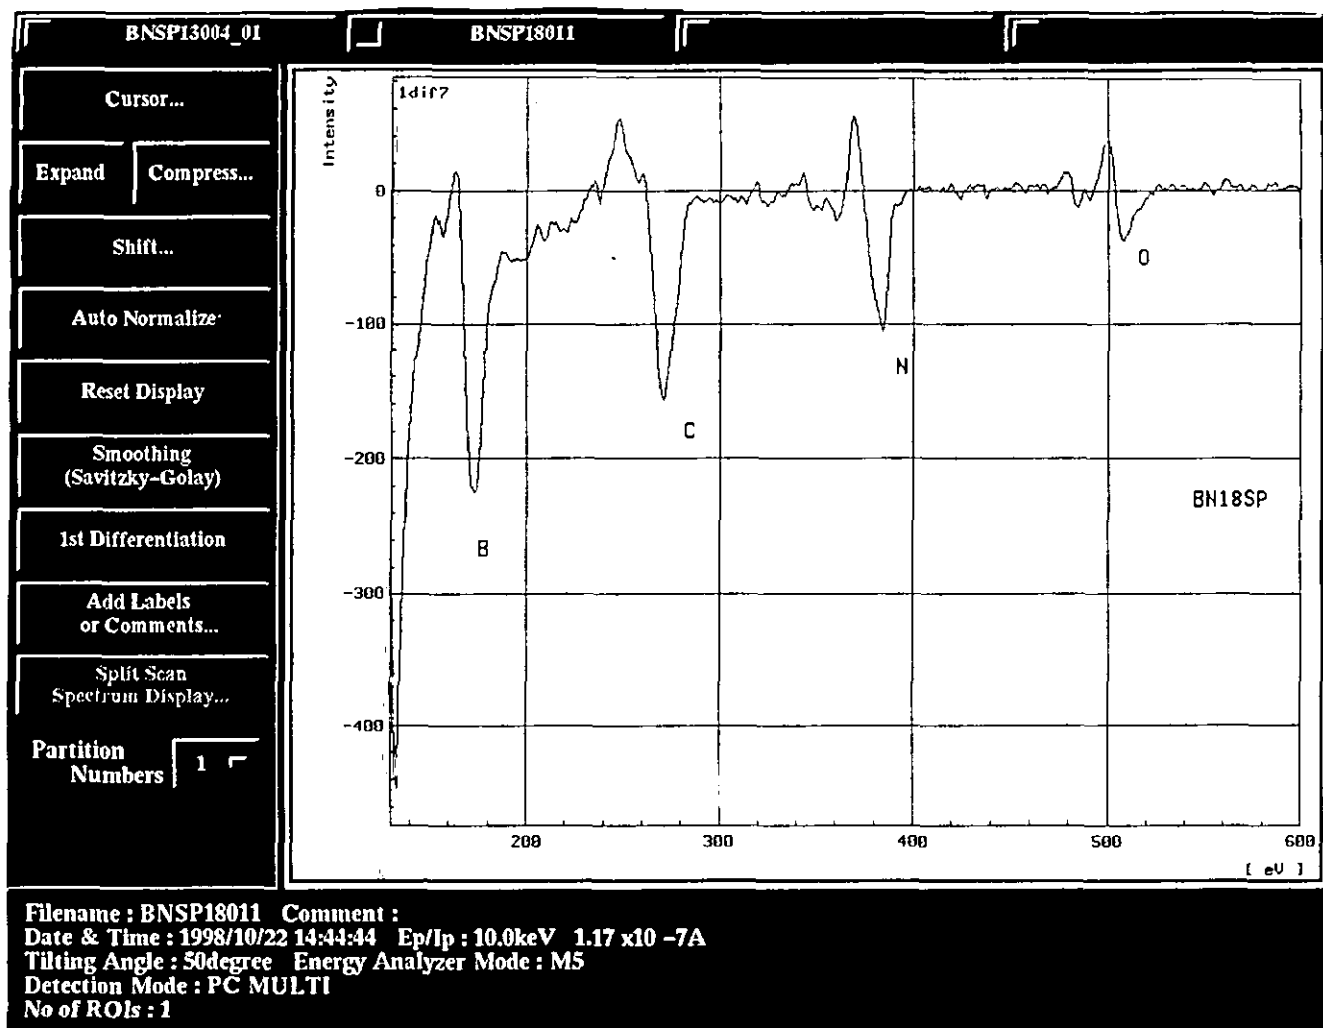 BNSP13004_01
BNSP18011
Cursor...
Expand
Compress...
Shift...
Auto Normalize
Reset Display
Smoothing
(Savitzky-Golay)
1st Differentiation
Add Labels
or Comments...
Split Scan
Spectrum Display...
Partition
Numbers
1
Intensity
1dif7
0
-100
-200
-300
-400
B
C
N
O
BN18SP
200
300
400
500
600
[ eV ]
Filename : BNSP18011 Comment :
Date & Time : 1998/10/22 14:44:44 Ep/Ip : 10.0keV 1.17 x10 -7A
Tilting Angle : 50degree Energy Analyzer Mode : M5
Detection Mode : PC MULTI
No of ROIs : 1